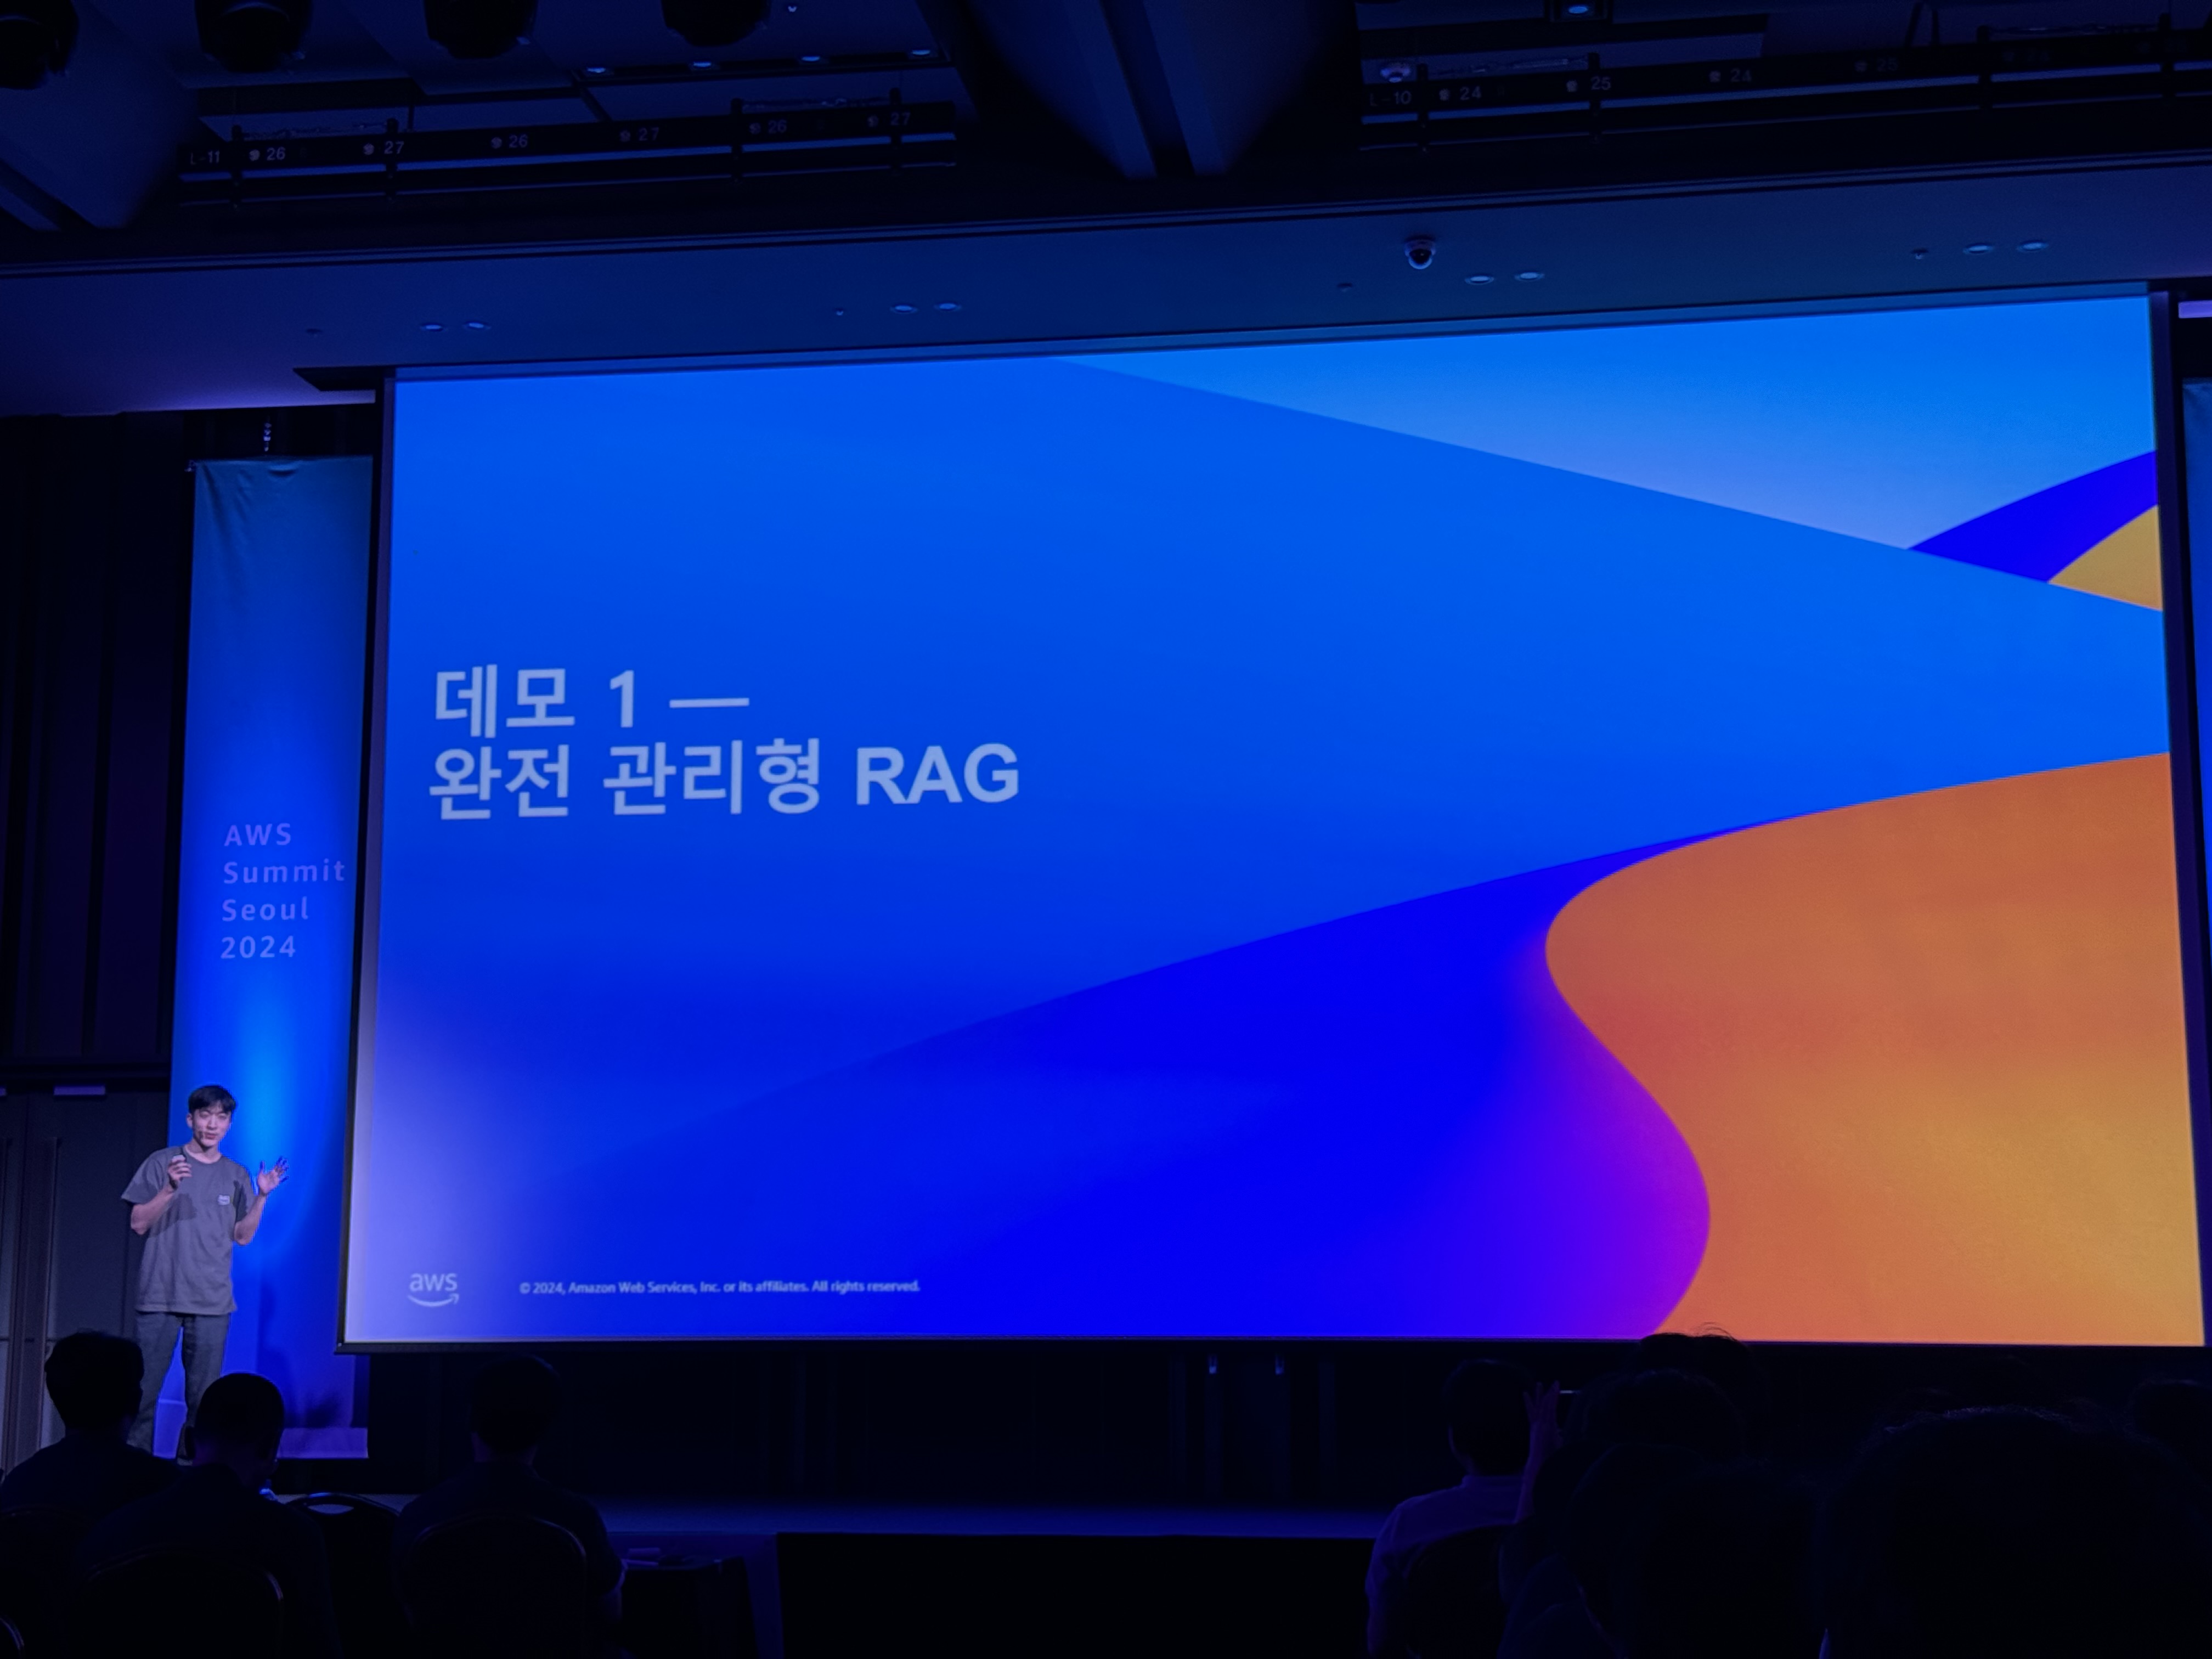 L-11 26 27 26 27 26 27
L-10 24 25 24
데모 1 —
완전 관리형 RAG
AWS
Summit
Seoul
2024
aws
© 2024, Amazon Web Services, Inc. or its affiliates. All rights reserved.